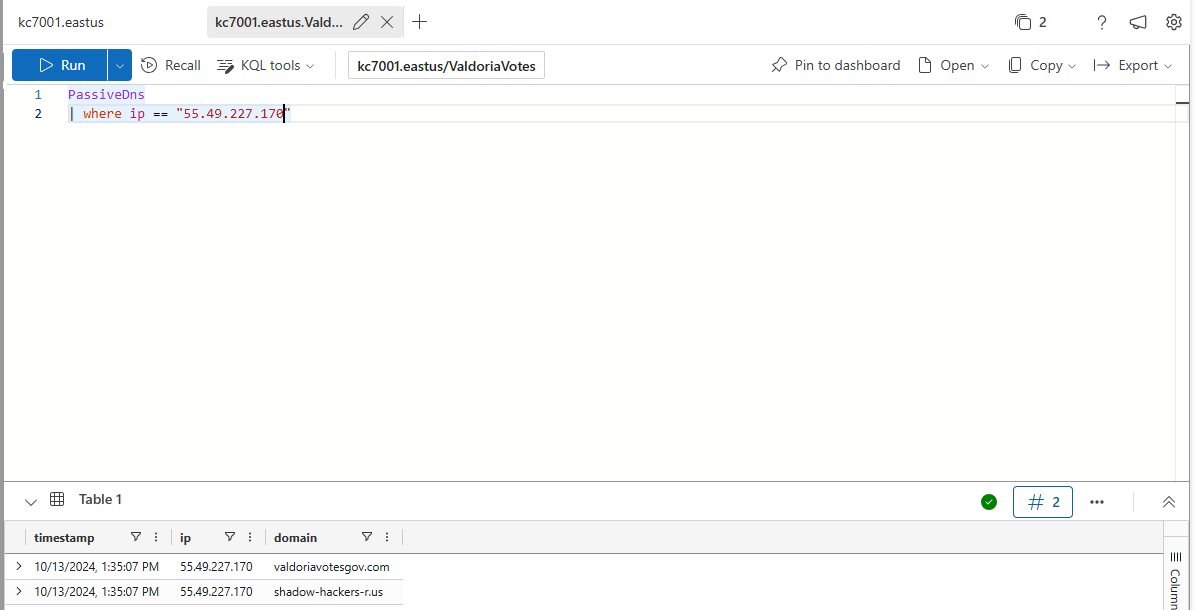 kc7001.eastus
kc7001.eastus.Vald...
2
Run
Recall
KQL tools
kc7001.eastus/ValdoriaVotes
Pin to dashboard
Open
Copy
Export
1 PassiveDns
2 | where ip == "55.49.227.170"
Table 1
# 2
timestamp ip domain
10/13/2024, 1:35:07 PM 55.49.227.170 valdoriavotesgov.com
10/13/2024, 1:35:07 PM 55.49.227.170 shadow-hackers-r.us
Column